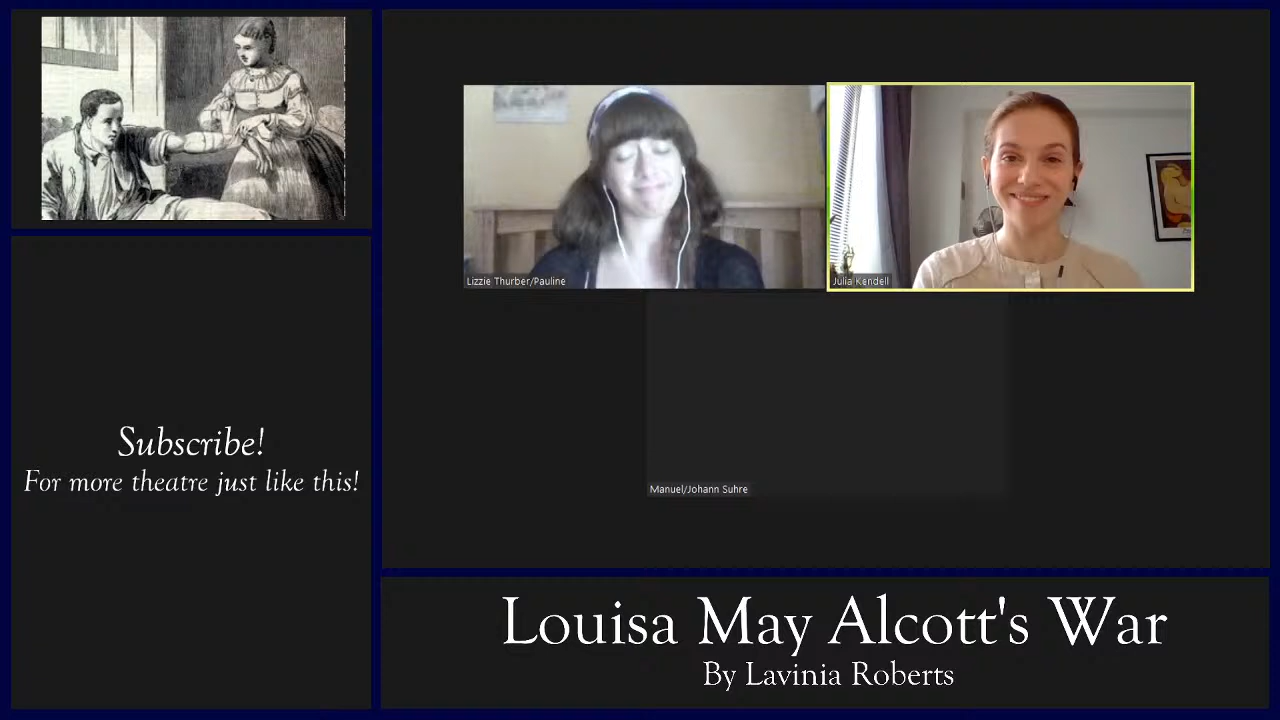 Lizzie Thurber/Pauline
Julia Kendell
Manuel/Johann Suhre
Subscribe!
For more theatre just like this!
Louisa May Alcott's War
By Lavinia Roberts